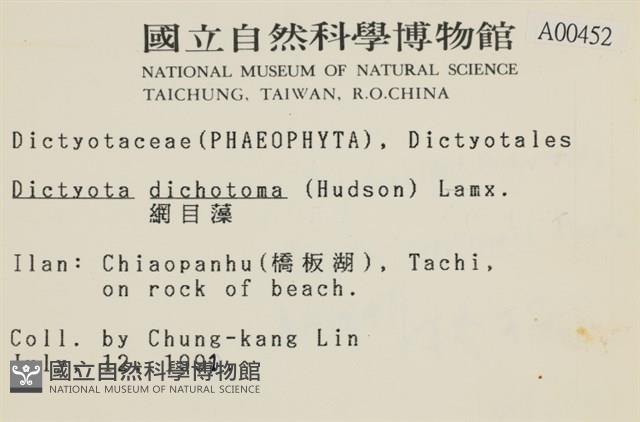 國立自然科學博物館
A00452
NATIONAL MUSEUM OF NATURAL SCIENCE
TAICHUNG, TAIWAN, R.O.CHINA
Dictyotaceae(PHAEOPHYTA), Dictyotales
Dictyota dichotoma (Hudson) Lamx.
網目藻
Ilan: Chiaopanhu(橋板湖), Tachi,
on rock of beach.
Coll. by Chung-kang Lin
July. 12, 1991.
國立自然科學博物館
NATIONAL MUSEUM OF NATURAL SCIENCE